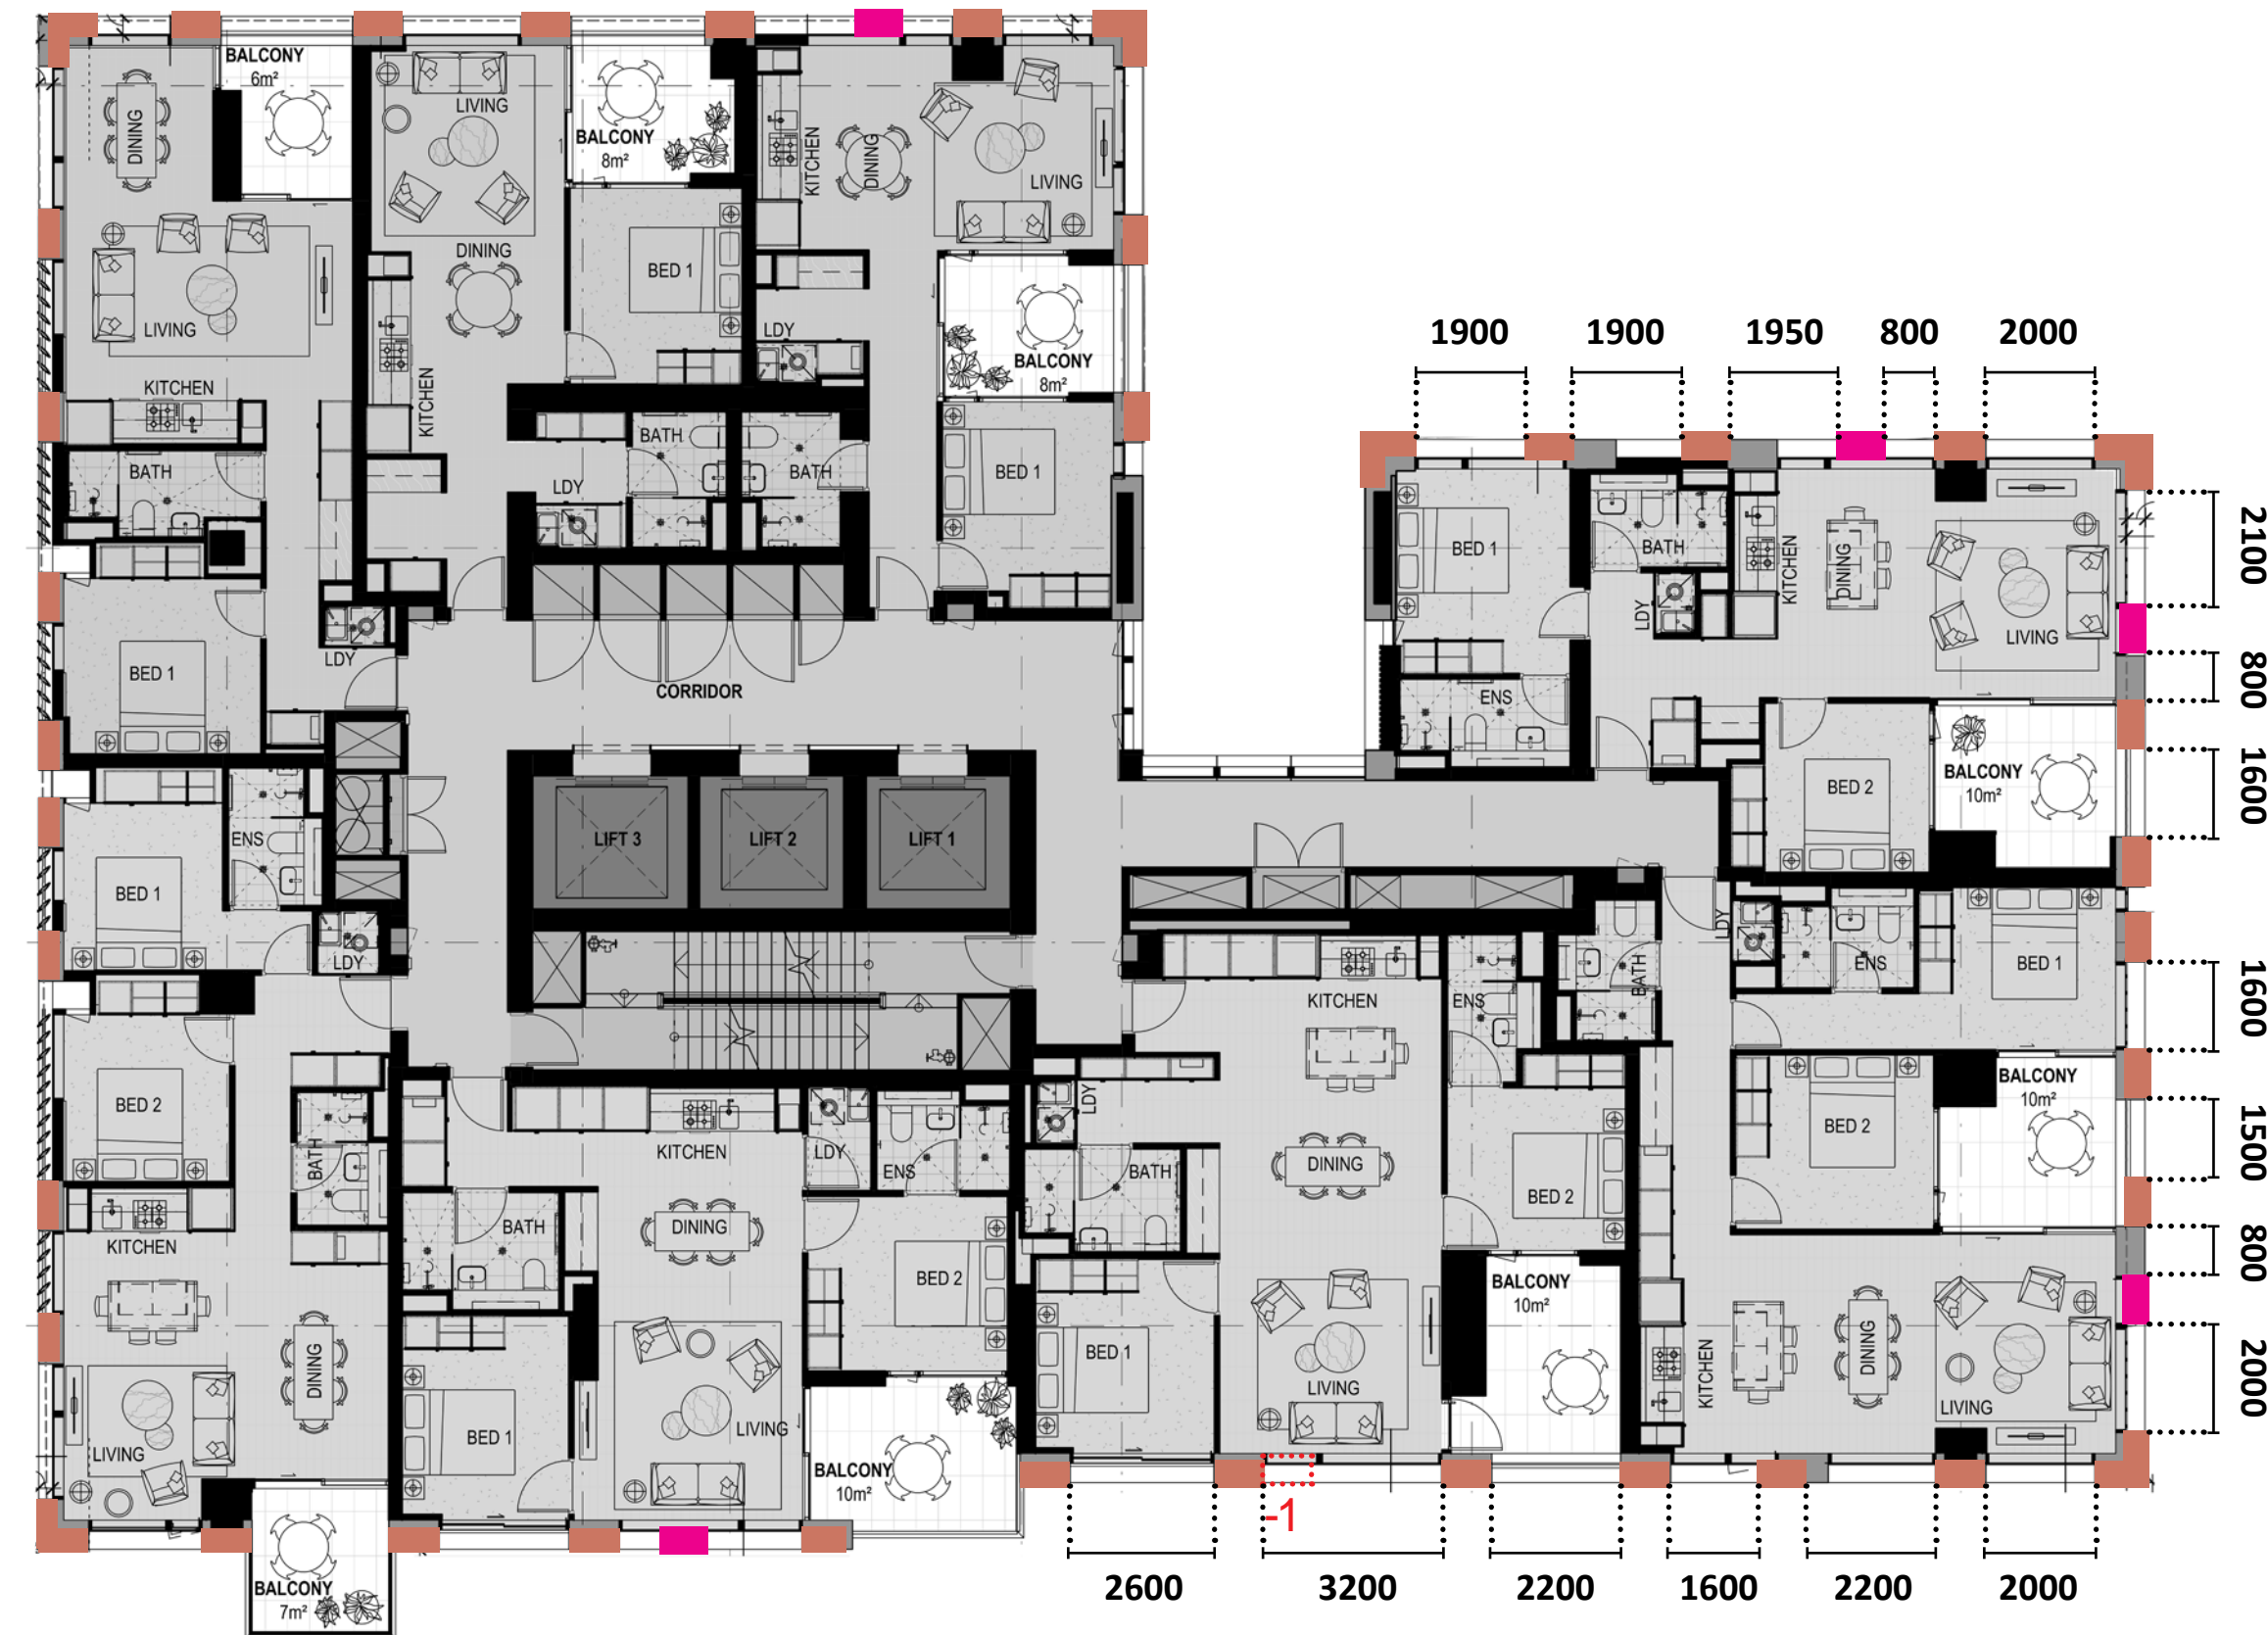 BALCONY
6m²
DINING
LIVING
KITCHEN
BATH
BED 1
LDY
LIVING
DINING
KITCHEN
BALCONY
8m²
BED 1
LDY
BATH
KITCHEN
DINING
LIVING
LDY
BALCONY
8m²
BATH
BED 1
CORRIDOR
LIFT 3
LIFT 2
LIFT 1
1900
1900
1950
800
2000
BED 1
BATH
LDY
KITCHEN
DINING
LIVING
ENS
BED 2
BALCONY
10m²
2100
800
1600
1600
1500
800
2000
BED 1
ENS
LDY
BED 2
BATH
KITCHEN
DINING
LIVING
BALCONY
7m²
KITCHEN
LDY
ENS
BATH
DINING
BED 2
BED 1
LIVING
BALCONY
10m²
KITCHEN
ENS
LDY
BATH
DINING
BED 2
BED 1
LIVING
BALCONY
10m²
BATH
LDY
ENS
BED 1
BED 2
BALCONY
10m²
KITCHEN
DINING
LIVING
-1
2600
3200
2200
1600
2200
2000